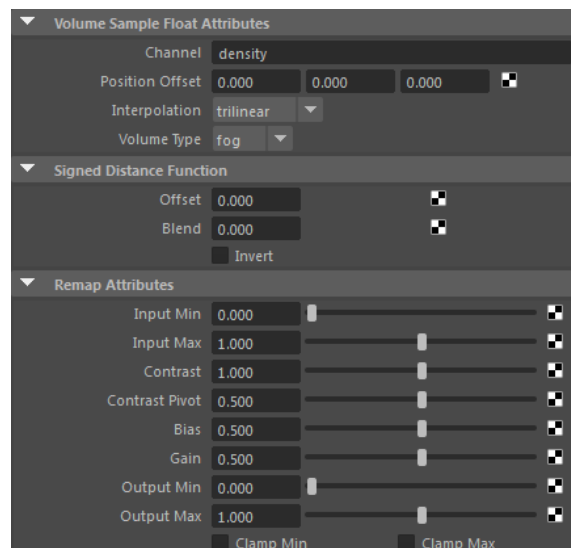 Volume Sample Float Attributes
Channel density
Position Offset 0.000 0.000 0.000
Interpolation trilinear
Volume Type fog
Signed Distance Function
Offset 0.000
Blend 0.000
Invert
Remap Attributes
Input Min 0.000
Input Max 1.000
Contrast 1.000
Contrast Pivot 0.500
Bias 0.500
Gain 0.500
Output Min 0.000
Output Max 1.000
Clamp Min Clamp Max